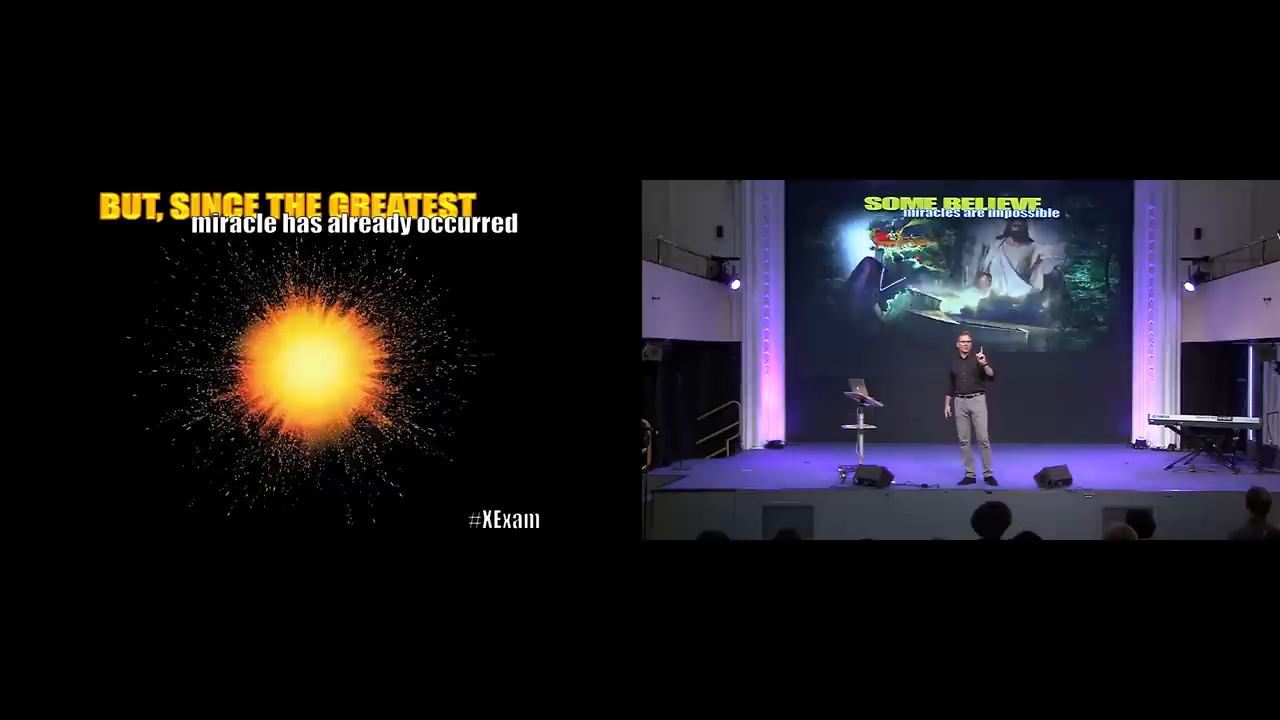 BUT, SINCE THE GREATEST
miracle has already occurred
#XExam
SOME BELIEVE
miracles are impossible